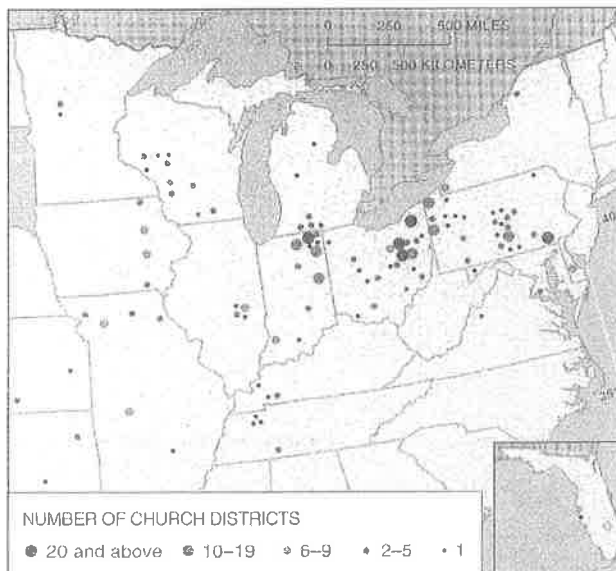 0 250 500 MILES
0 250 500 KILOMETERS
NUMBER OF CHURCH DISTRICTS
20 and above 10–19 6–9 2–5 1